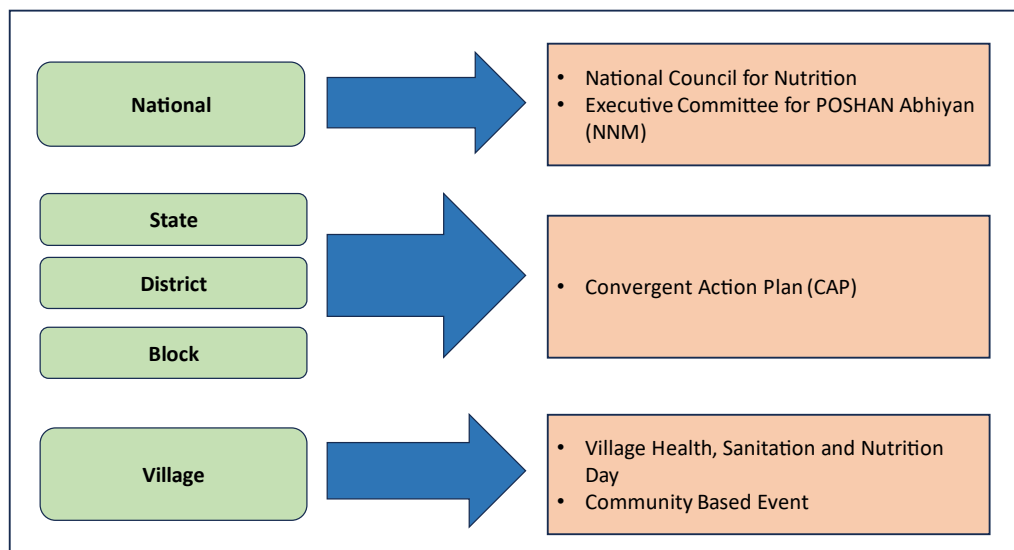 National
• National Council for Nutrition
• Executive Committee for POSHAN Abhiyan
(NNM)
State
District
Block
• Convergent Action Plan (CAP)
Village
• Village Health, Sanitation and Nutrition
Day
• Community Based Event